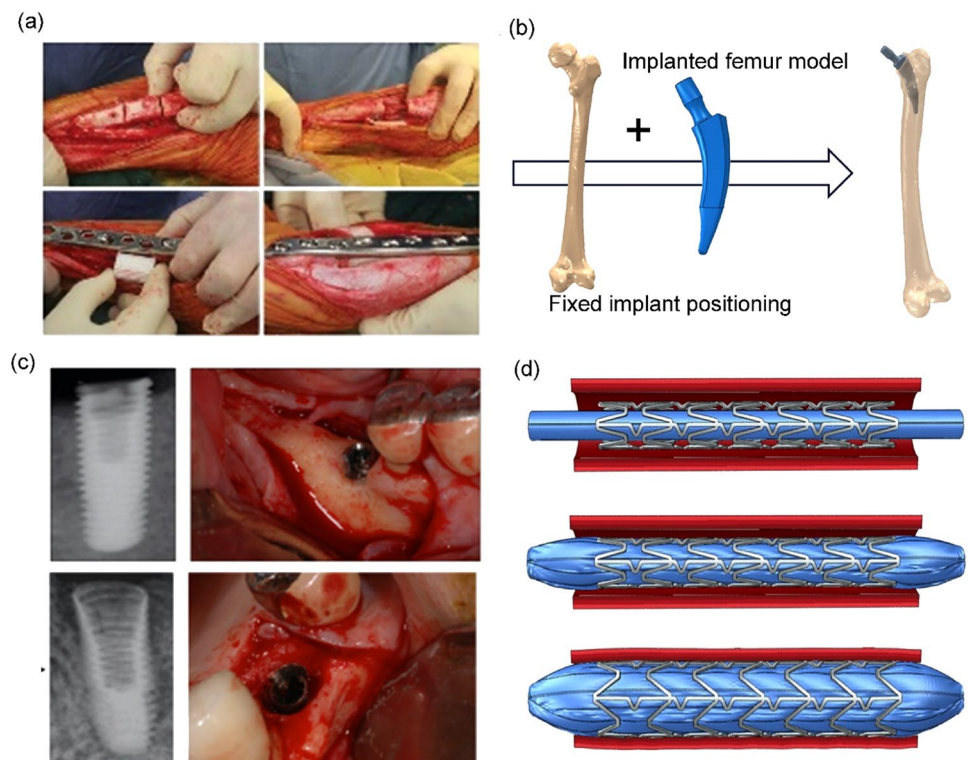 (a)
(b)
Implanted femur model
+
Fixed implant positioning
(c)
(d)